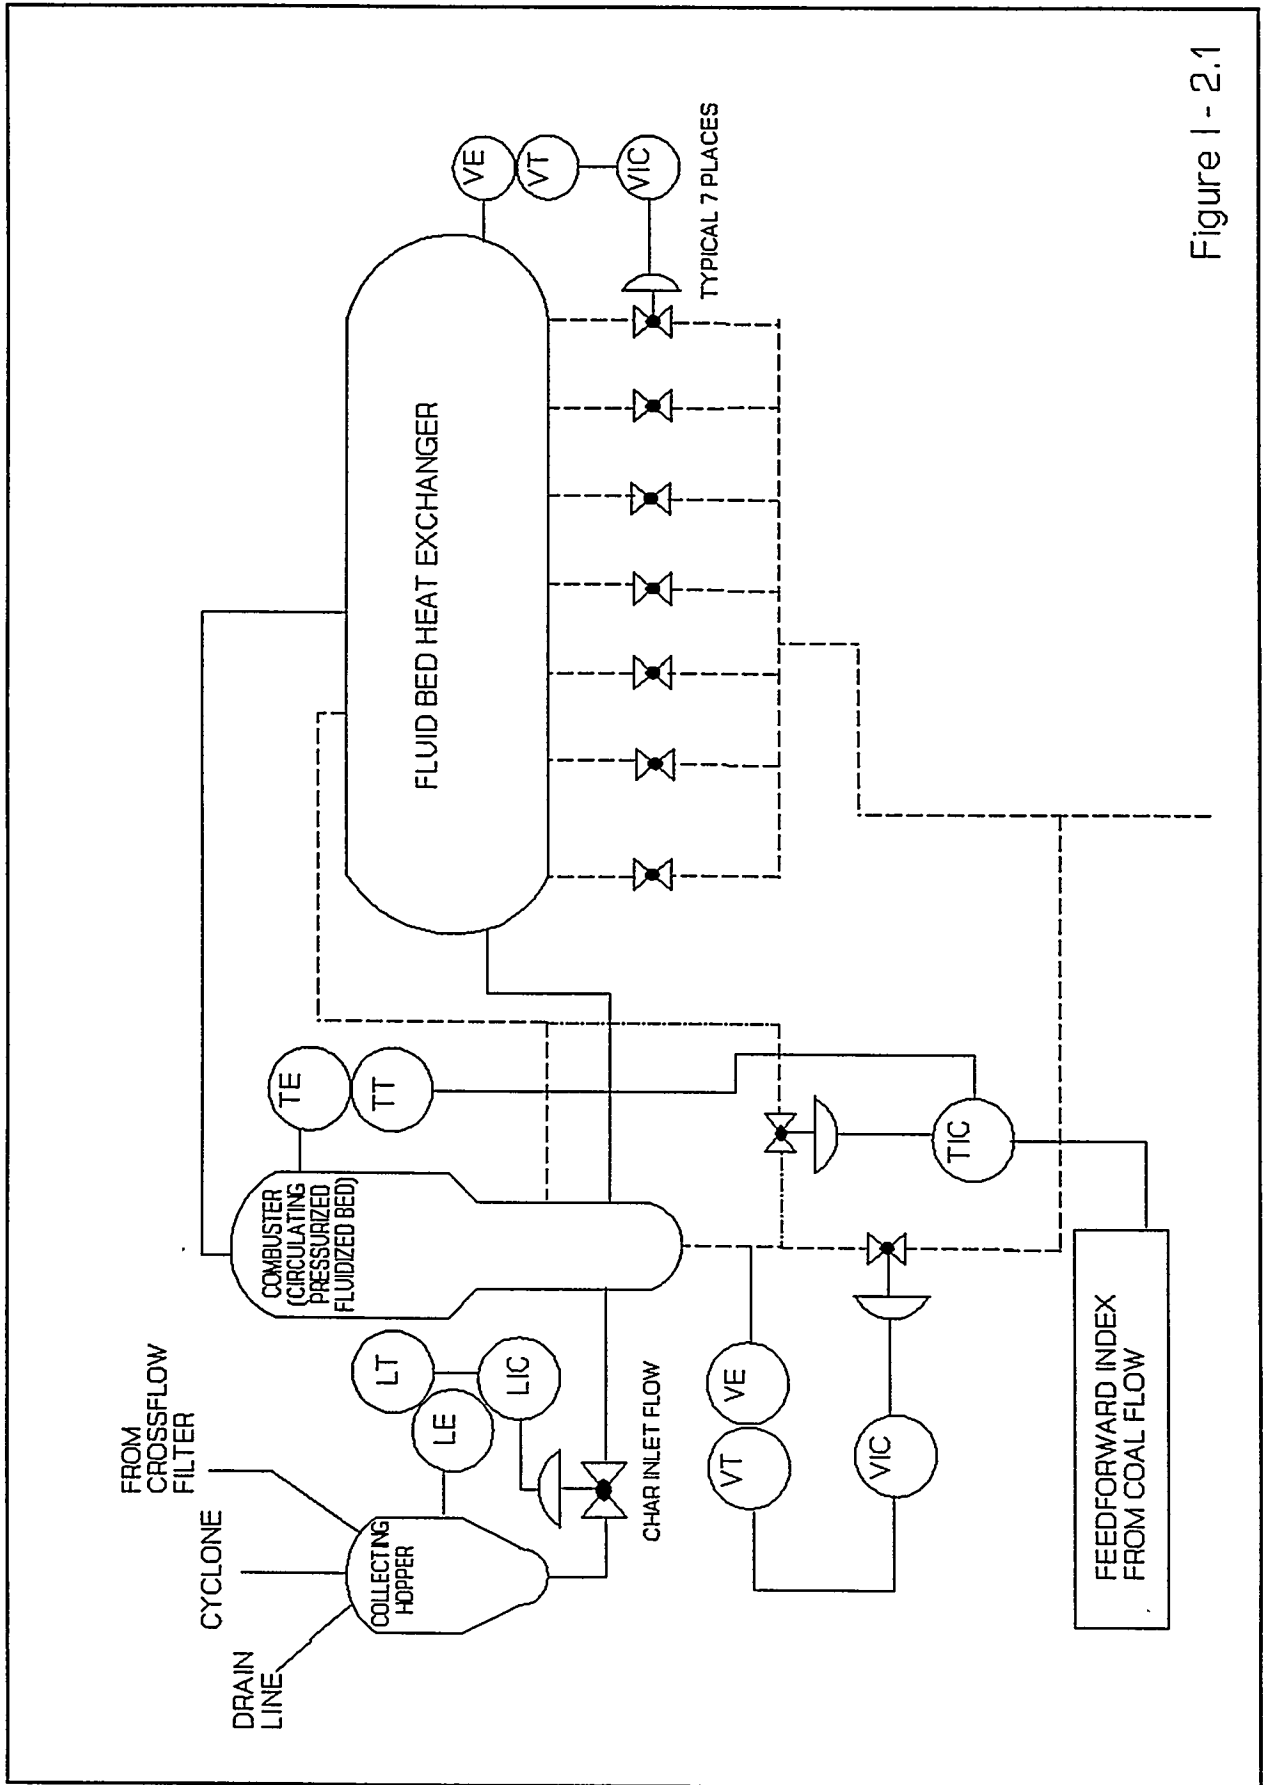 DRAIN
LINE
CYCLONE
FROM
CROSSFLOW
FILTER
COLLECTING
HOPPER
LE
LT
LIC
CHAR INLET FLOW
COMBUSTER
(CIRCULATING
PRESSURIZED
FLUIDIZED BED)
TE
TT
FLUID BED HEAT EXCHANGER
VE
VT
VIC
TYPICAL 7 PLACES
VT
VE
VIC
TIC
FEEDFORWARD INDEX
FROM COAL FLOW
Figure I - 2.1